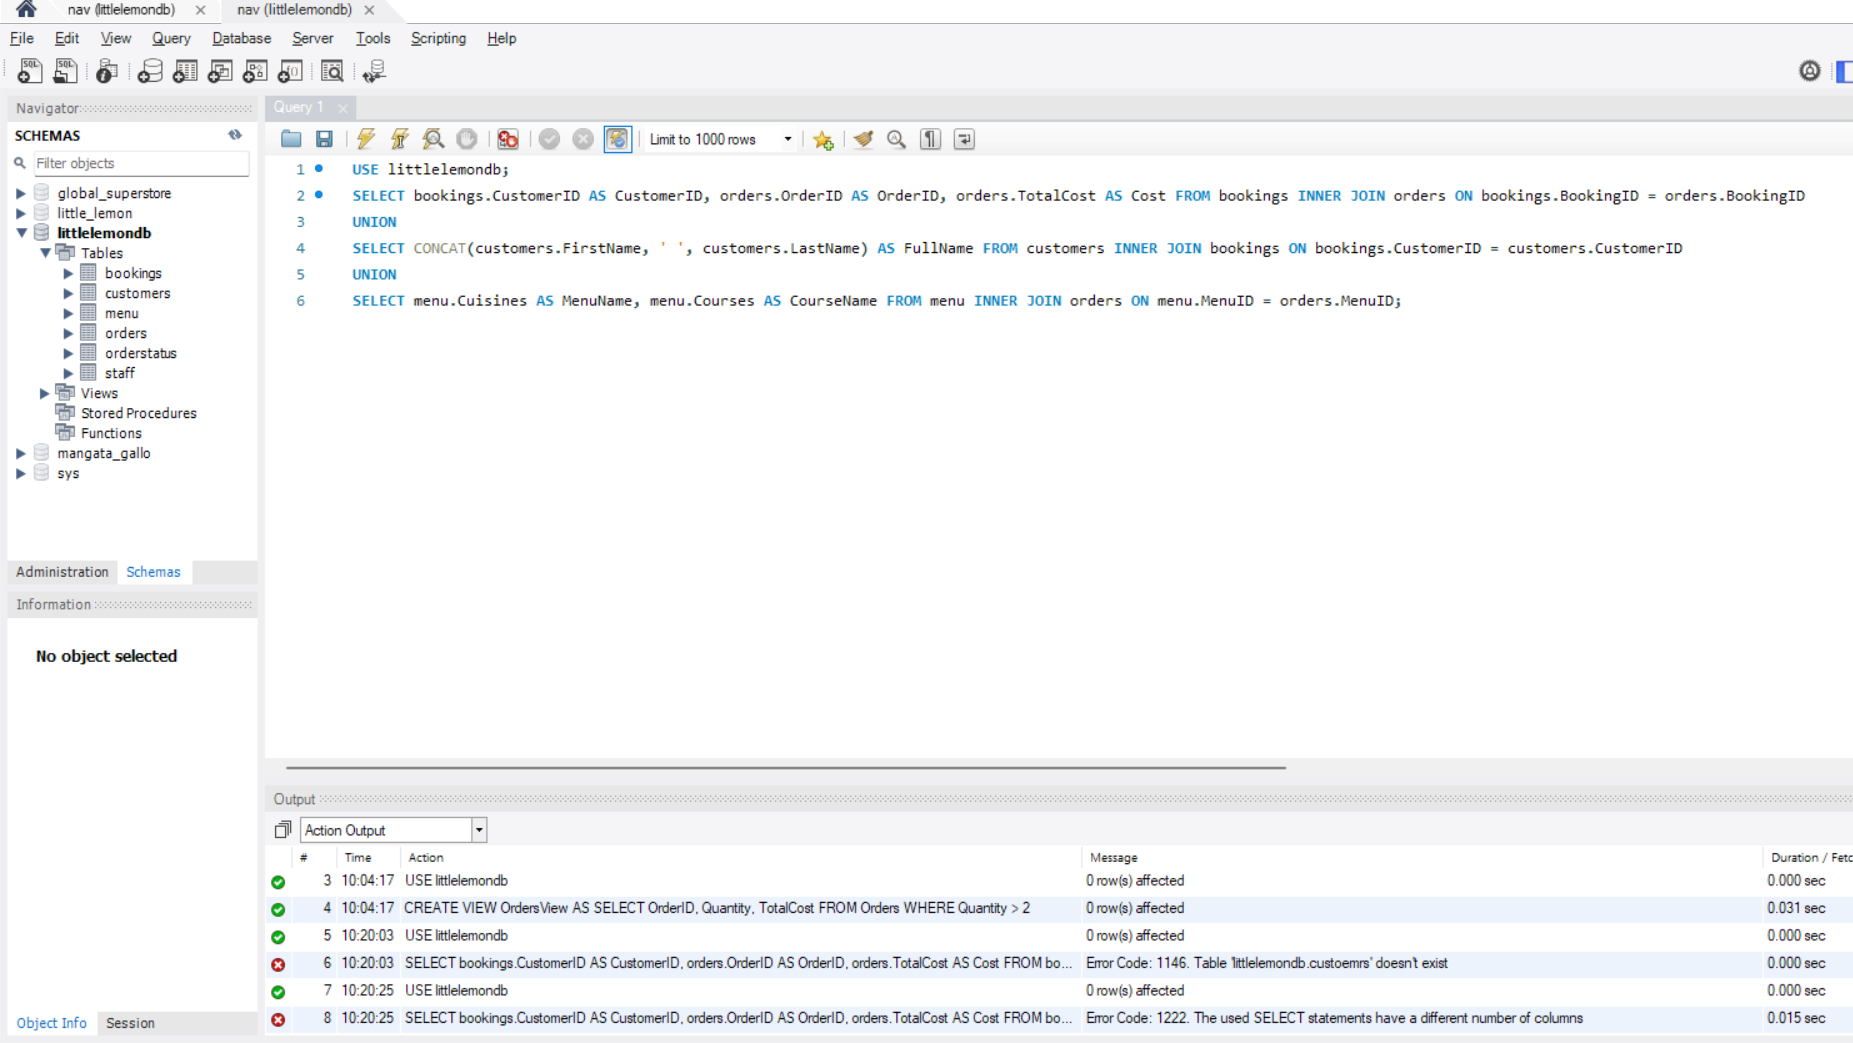 nav (littlelemondb)
nav (littlelemondb)
File Edit View Query Database Server Tools Scripting Help
Navigator
SCHEMAS
Filter objects
global_superstore
little_lemon
littlelemondb
Tables
bookings
customers
menu
orders
orderstatus
staff
Views
Stored Procedures
Functions
mangata_gallo
sys
Administration Schemas
Information
No object selected
Object Info Session
Query 1
Limit to 1000 rows
1 USE littlelemondb;
2 SELECT bookings.CustomerID AS CustomerID, orders.OrderID AS OrderID, orders.TotalCost AS Cost FROM bookings INNER JOIN orders ON bookings.BookingID = orders.BookingID
3 UNION
4 SELECT CONCAT(customers.FirstName, ' ', customers.LastName) AS FullName FROM customers INNER JOIN bookings ON bookings.CustomerID = customers.CustomerID
5 UNION
6 SELECT menu.Cuisines AS MenuName, menu.Courses AS CourseName FROM menu INNER JOIN orders ON menu.MenuID = orders.MenuID;
Output
Action Output
# Time Action Message Duration / Fetc
3 10:04:17 USE littlelemondb 0 row(s) affected 0.000 sec
4 10:04:17 CREATE VIEW OrdersView AS SELECT OrderID, Quantity, TotalCost FROM Orders WHERE Quantity > 2 0 row(s) affected 0.031 sec
5 10:20:03 USE littlelemondb 0 row(s) affected 0.000 sec
6 10:20:03 SELECT bookings.CustomerID AS CustomerID, orders.OrderID AS OrderID, orders.TotalCost AS Cost FROM bo... Error Code: 1146. Table 'littlelemondb.custoemrs' doesn't exist 0.000 sec
7 10:20:25 USE littlelemondb 0 row(s) affected 0.000 sec
8 10:20:25 SELECT bookings.CustomerID AS CustomerID, orders.OrderID AS OrderID, orders.TotalCost AS Cost FROM bo... Error Code: 1222. The used SELECT statements have a different number of columns 0.015 sec